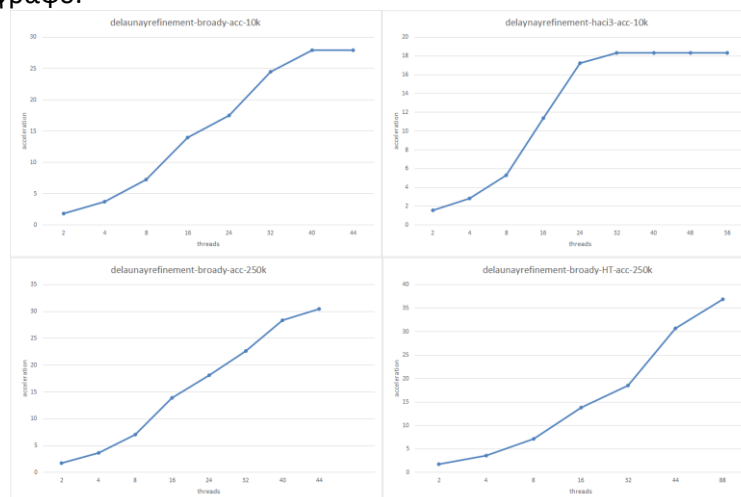 γράφο.
delaunayrefinement-broady-acc-10k
30
25
20
15
10
5
0
acceleration
2 4 8 16 24 32 40 44
threads
delaynayrefinement-haci3-acc-10k
20
18
16
14
12
10
8
6
4
2
0
acceleration
2 4 8 16 24 32 40 48 56
threads
delaunayrefinement-broady-acc-250k
35
30
25
20
15
10
5
0
acceleration
2 4 8 16 24 32 40 44
threads
delaunayrefinement-broady-HT-acc-250k
40
35
30
25
20
15
10
5
0
acceleration
2 4 8 16 32 44 88
threads